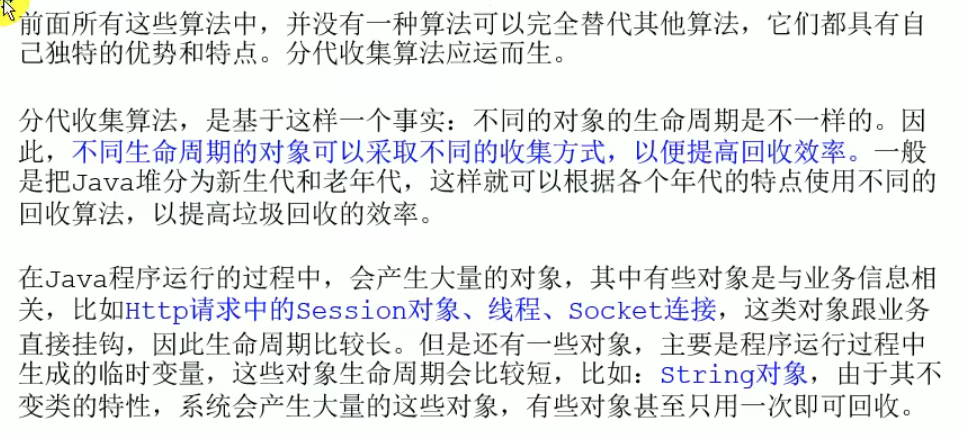 前面所有这些算法中，并没有一种算法可以完全替代其他算法，它们都具有自
己独特的优势和特点。分代收集算法应运而生。
分代收集算法，是基于这样一个事实：不同的对象的生命周期是不一样的。因
此，不同生命周期的对象可以采取不同的收集方式，以便提高回收效率。一般
是把Java堆分为新生代和老年代，这样就可以根据各个年代的特点使用不同的
回收算法，以提高垃圾回收的效率。
在Java程序运行的过程中，会产生大量的对象，其中有些对象是与业务信息相
关，比如Http请求中的Session对象、线程、Socket连接，这类对象跟业务
直接挂钩，因此生命周期比较长。但是还有一些对象，主要是程序运行过程中
生成的临时变量，这些对象生命周期会比较短，比如：String对象，由于其不
变类的特性，系统会产生大量的这些对象，有些对象甚至只用一次即可回收。